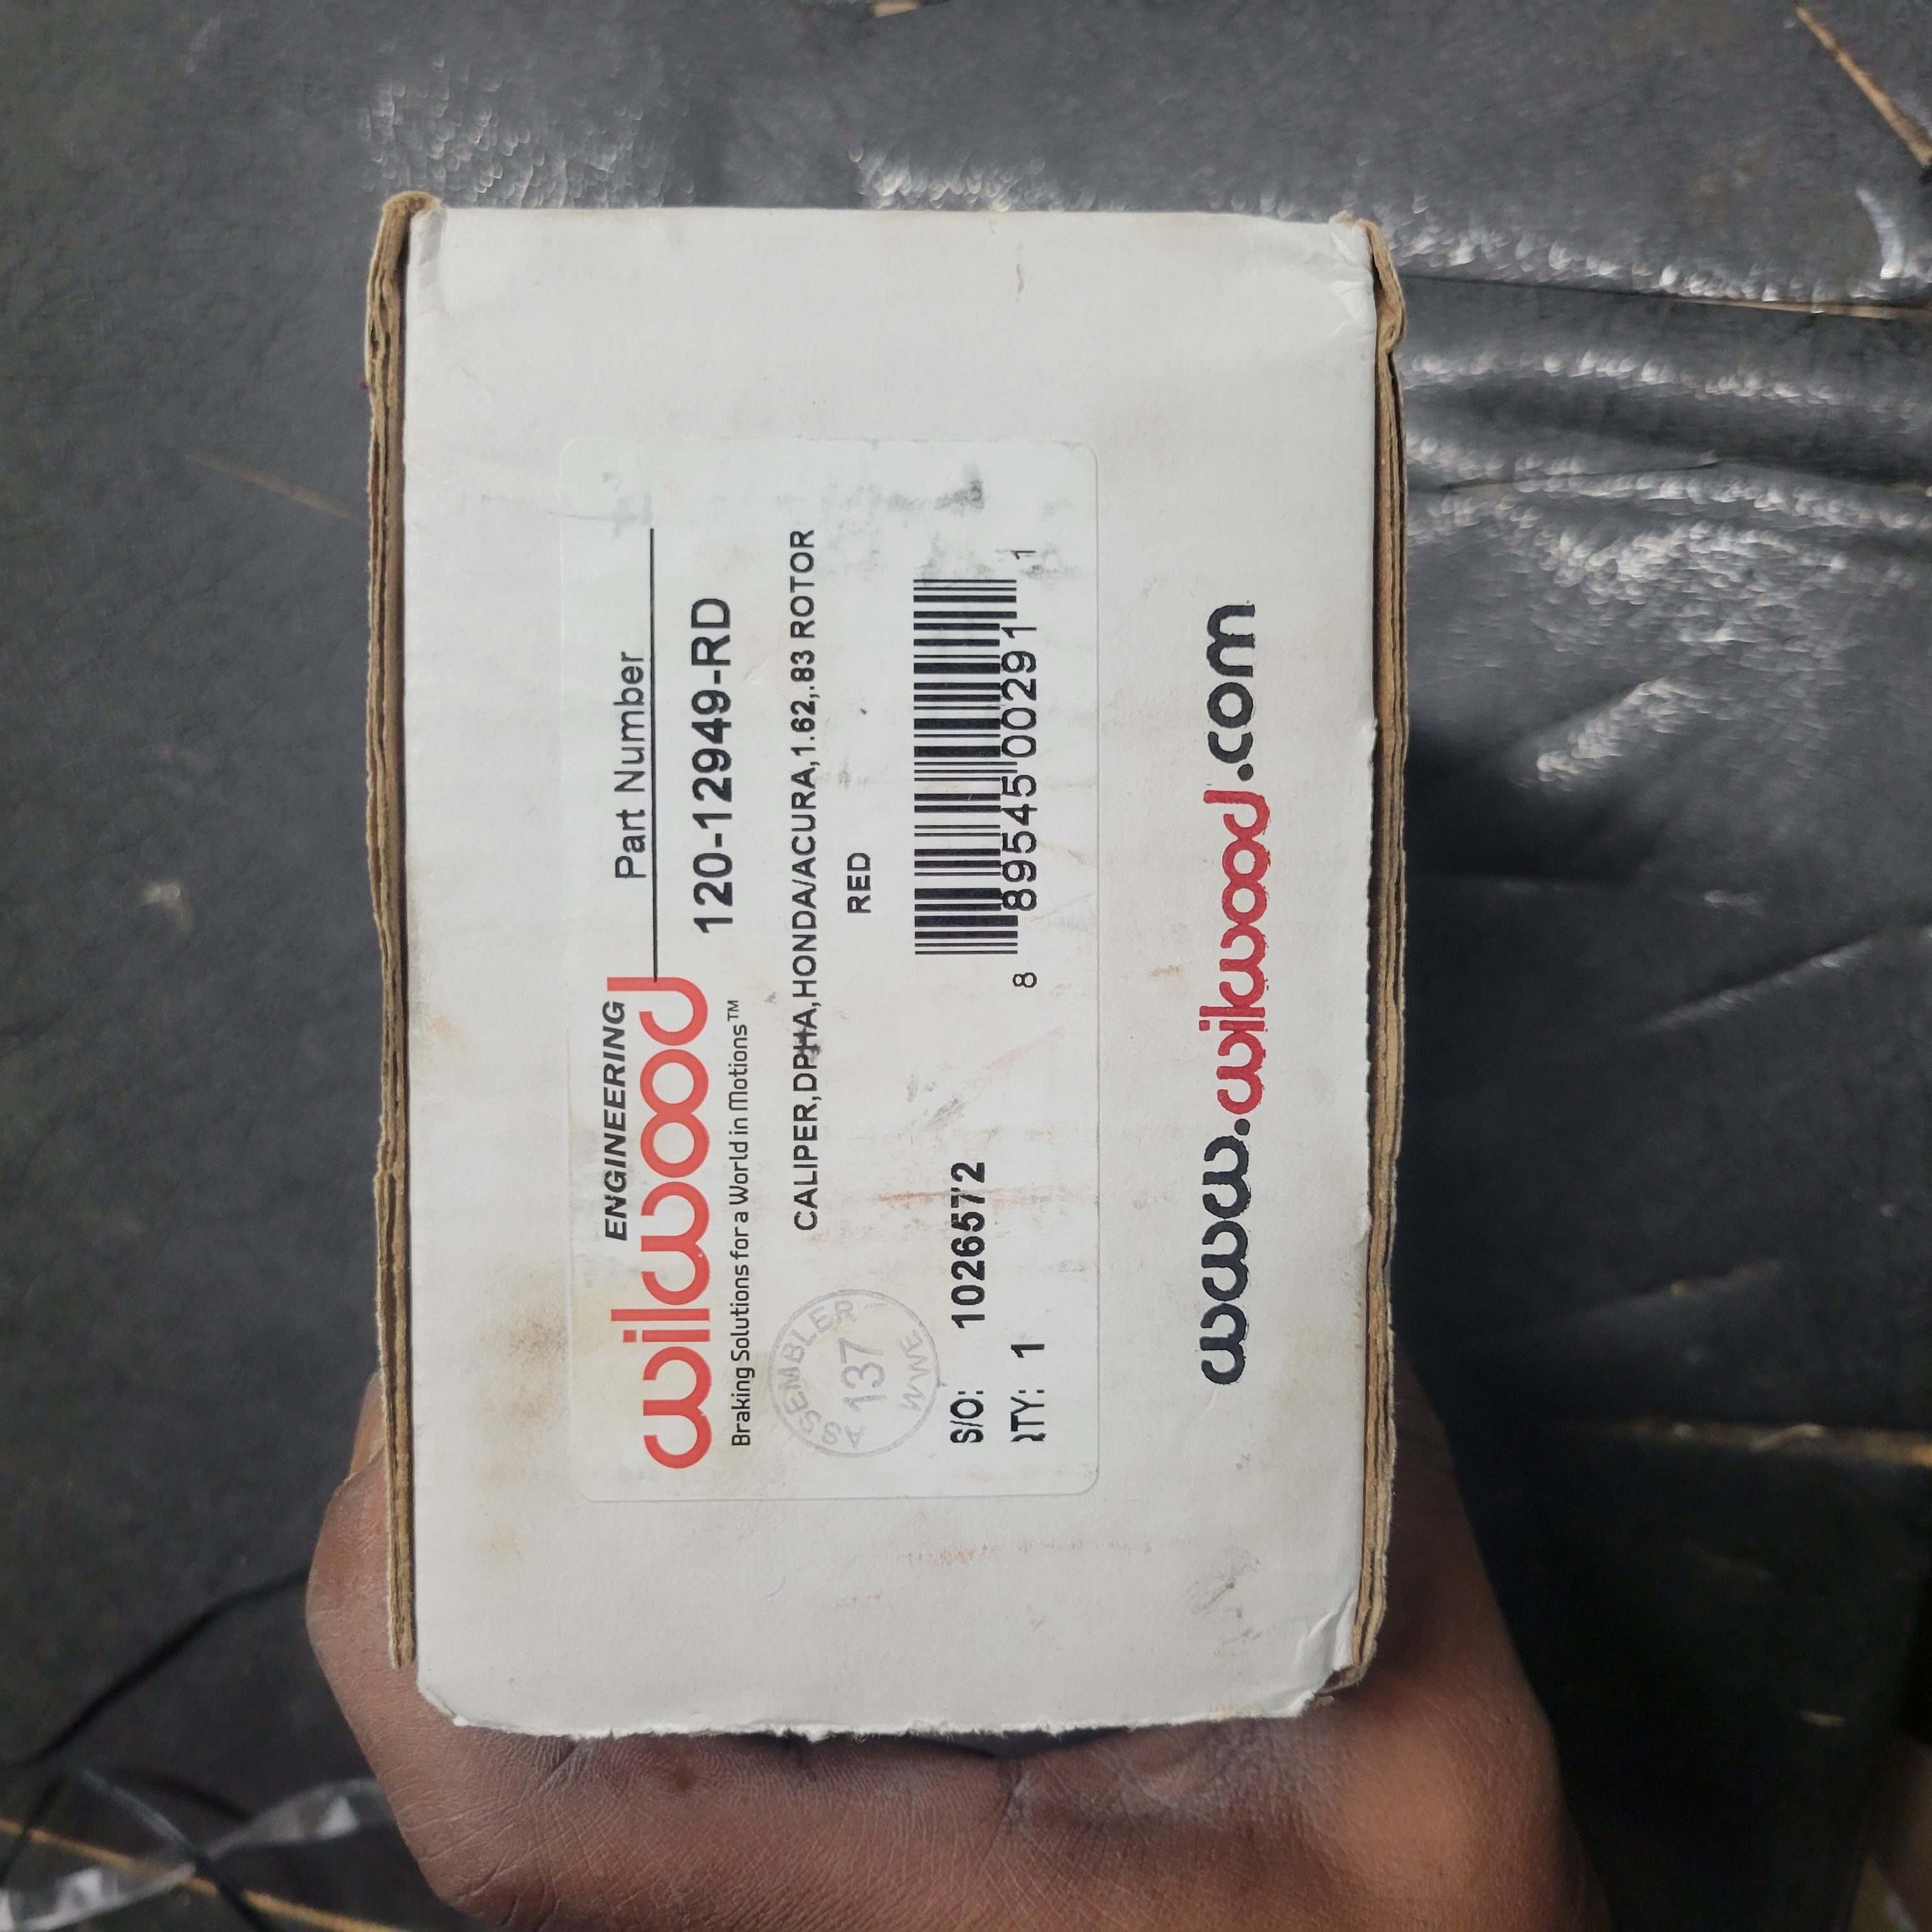 ENGINEERING
wilwood
Braking Solutions for a World in Motions™
Part Number
120-12949-RD
CALIPER,DPHA,HONDA/ACURA,1.62,.83 ROTOR
RED
ASSEMBLER
137
WWE
S/O: 1026572
QTY: 1
8 89545 00291 1
www.wilwood.com